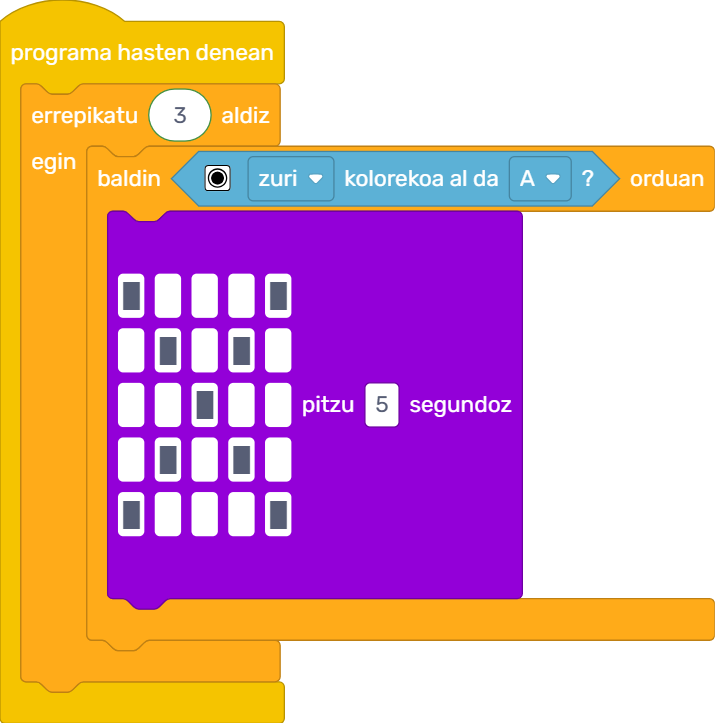 programa hasten denean
errepikatu 3 aldiz
egin
baldin zuri kolorekoa al da A ? orduan
pitzu 5 segundoz